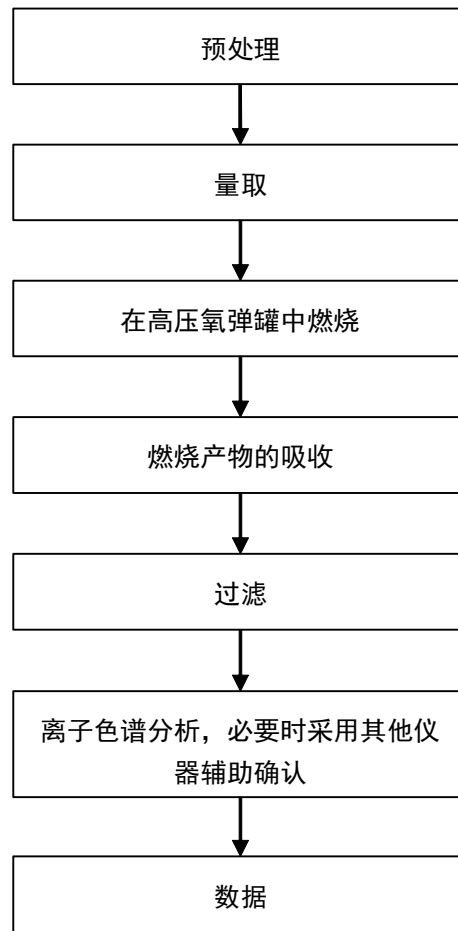 预处理
量取
在高压氧弹罐中燃烧
燃烧产物的吸收
过滤
离子色谱分析，必要时采用其他仪
器辅助确认
数据